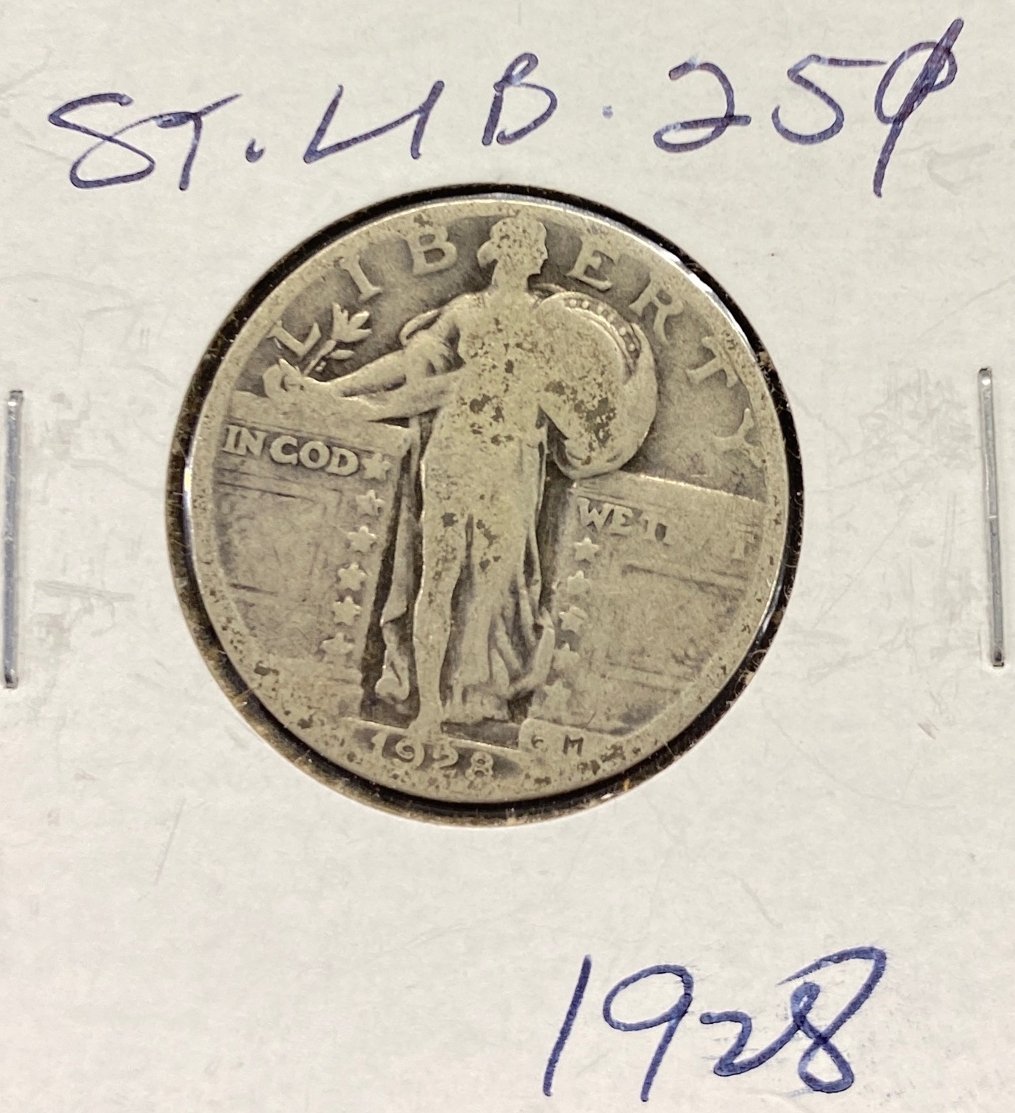 ST. LIB. 25¢
LIBERTY
IN GOD WE T
1928 M
1928